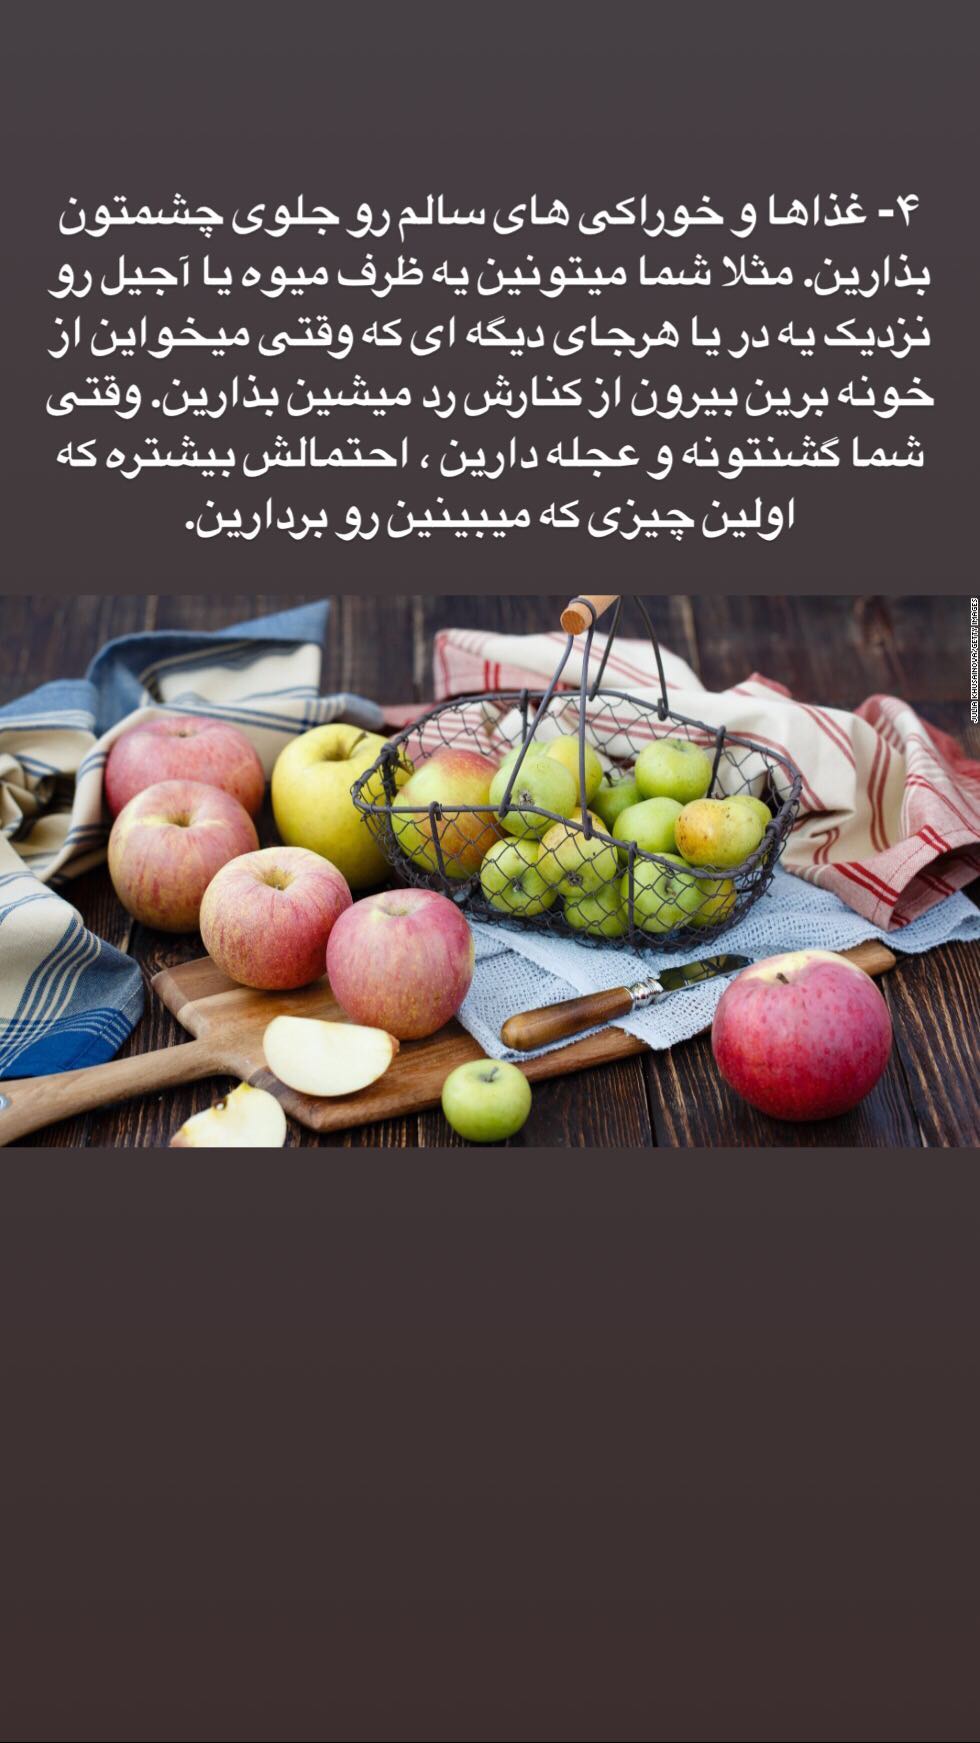 ۴- غذاها و خوراکی های سالم رو جلوی چشمتون
بذارین. مثلا شما میتونین یه ظرف میوه یا آجیل رو
نزدیک یه در یا هرجای دیگه ای که وقتی میخواین از
خونه برین بیرون از کنارش رد میشین بذارین. وقتی
شما گشنتونه و عجله دارین ، احتمالش بیشتره که
اولین چیزی که میبینین رو بردارین.
JULIA KHUSAINOVA/GETTY IMAGES